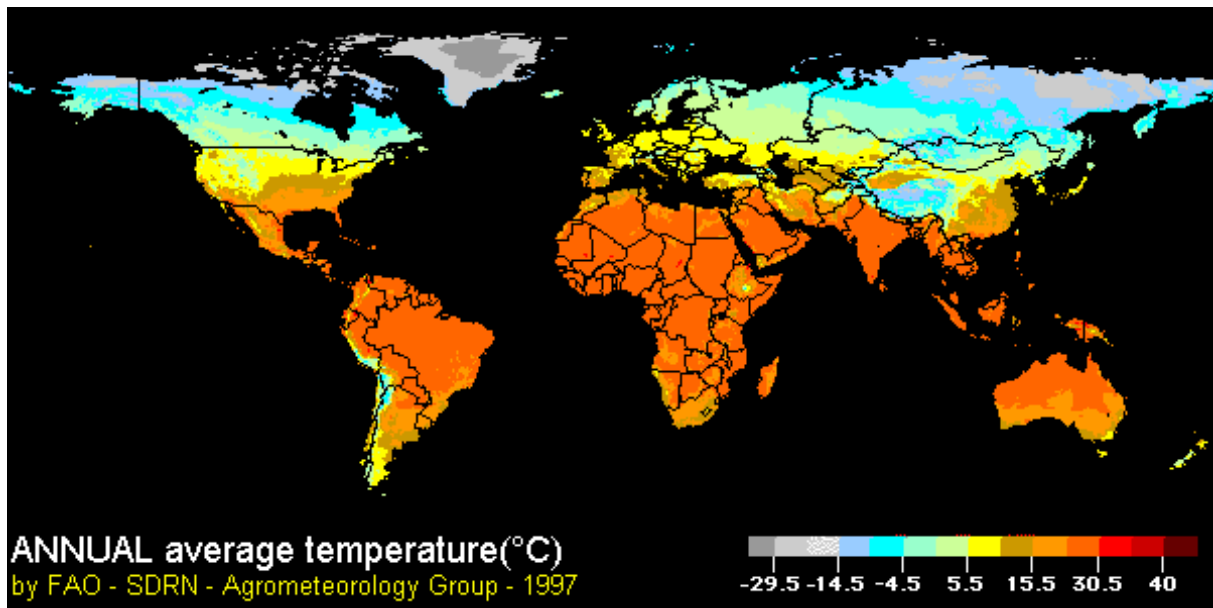 ANNUAL average temperature(°C)
by FAO - SDRN - Agrometeorology Group - 1997
-29.5 -14.5 -4.5 5.5 15.5 30.5 40